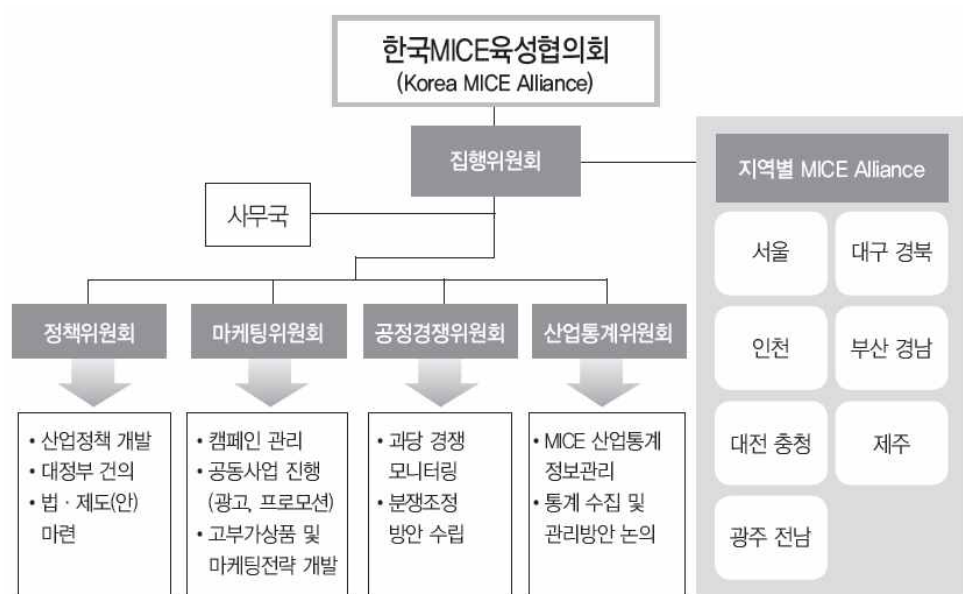 한국MICE육성협의회
(Korea MICE Alliance)
집행위원회
사무국
정책위원회
• 산업정책 개발
• 대정부 건의
• 법 · 제도(안)
마련
마케팅위원회
• 캠페인 관리
• 공동사업 진행
(광고, 프로모션)
• 고부가상품 및
마케팅전략 개발
공정경쟁위원회
• 과당 경쟁
모니터링
• 분쟁조정
방안 수립
산업통계위원회
• MICE 산업통계
정보관리
• 통계 수집 및
관리방안 논의
지역별 MICE Alliance
서울
대구 경북
인천
부산 경남
대전 충청
제주
광주 전남